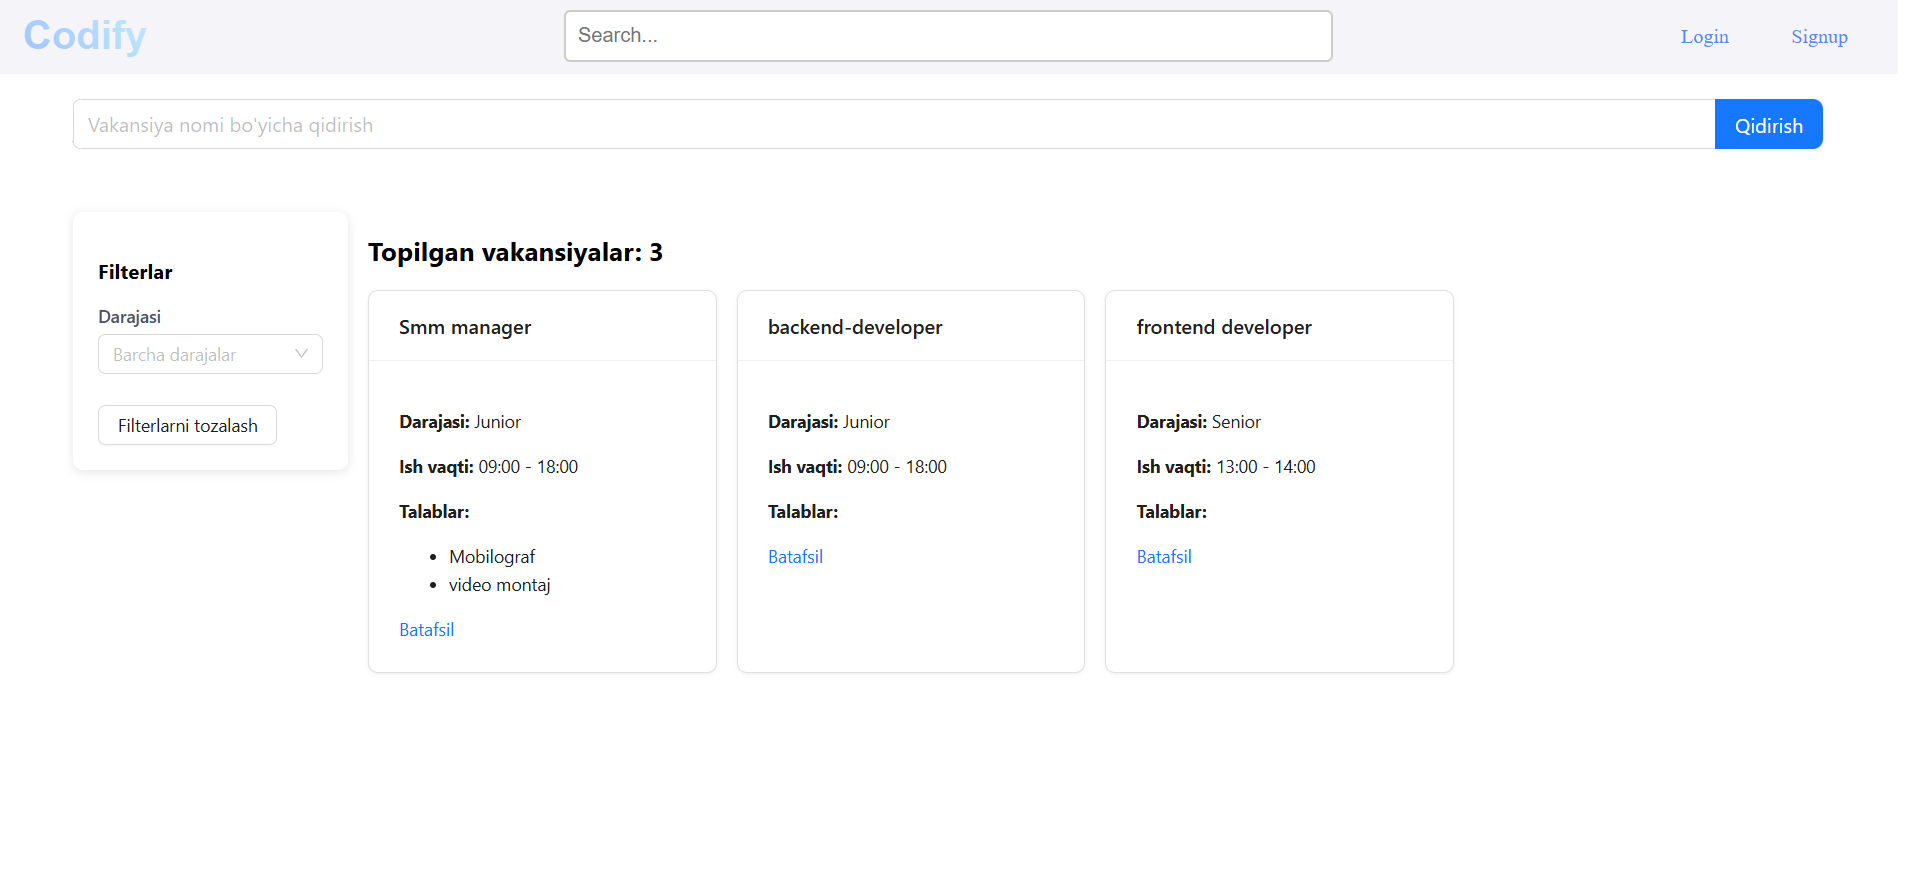 Codify
Search...
Login
Signup
Vakansiya nomi bo'yicha qidirish
Qidirish
Filterlar
Darajasi
Barcha darajalar
Filterlarni tozalash
Topilgan vakansiyalar: 3
Smm manager
Darajasi: Junior
Ish vaqti: 09:00 - 18:00
Talablar:
• Mobilograf
• video montaj
Batafsil
backend-developer
Darajasi: Junior
Ish vaqti: 09:00 - 18:00
Talablar:
Batafsil
frontend developer
Darajasi: Senior
Ish vaqti: 13:00 - 14:00
Talablar:
Batafsil